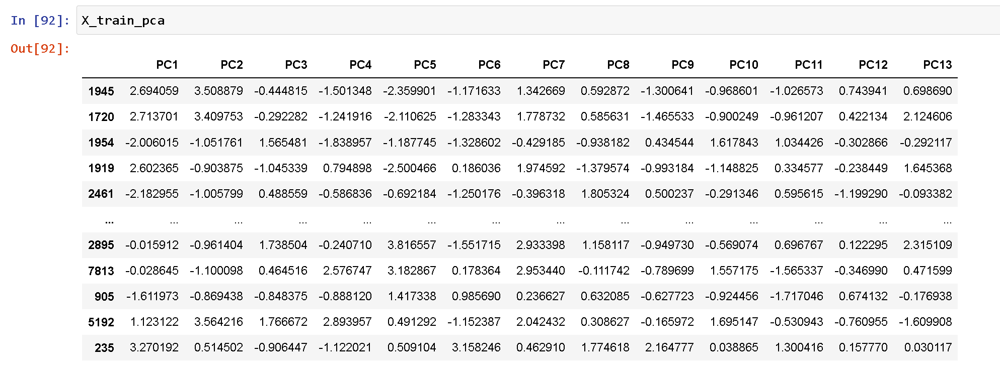 In [92]: X_train_pca
Out[92]:
PC1 PC2 PC3 PC4 PC5 PC6 PC7 PC8 PC9 PC10 PC11 PC12 PC13
1945 2.694059 3.508879 -0.444815 -1.501348 -2.359901 -1.171633 1.342669 0.592872 -1.300641 -0.968601 -1.026573 0.743941 0.698690
1720 2.713701 3.409753 -0.292282 -1.241916 -2.110625 -1.283343 1.778732 0.585631 -1.465533 -0.900249 -0.961207 0.422134 2.124606
1954 -2.006015 -1.051761 1.565481 -1.838957 -1.187745 -1.328602 -0.429185 -0.938182 0.434544 1.617843 1.034426 -0.302866 -0.292117
1919 2.602365 -0.903875 -1.045339 0.794898 -2.500466 0.186036 1.974592 -1.379574 -0.993184 -1.148825 0.334577 -0.238449 1.645368
2461 -2.182955 -1.005799 0.488559 -0.586836 -0.692184 -1.250176 -0.396318 1.805324 0.500237 -0.291346 0.595615 -1.199290 -0.093382
... ... ... ... ... ... ... ... ... ... ... ... ... ...
2895 -0.015912 -0.961404 1.738504 -0.240710 3.816557 -1.551715 2.933398 1.158117 -0.949730 -0.569074 0.696767 0.122295 2.315109
7813 -0.028645 -1.100098 0.464516 2.576747 3.182867 0.178364 2.953440 -0.111742 -0.789699 1.557175 -1.565337 -0.346990 0.471599
905 -1.611973 -0.869438 -0.848375 -0.888120 1.417338 0.985690 0.236627 0.632085 -0.627723 -0.924456 -1.717046 0.674132 -0.176938
5192 1.123122 3.564216 1.766672 2.893957 0.491292 -1.152387 2.042432 0.308627 -0.165972 1.695147 -0.530943 -0.760955 -1.609908
235 3.270192 0.514502 -0.906447 -1.122021 0.509104 3.158246 0.462910 1.774618 2.164777 0.038865 1.300416 0.157770 0.030117